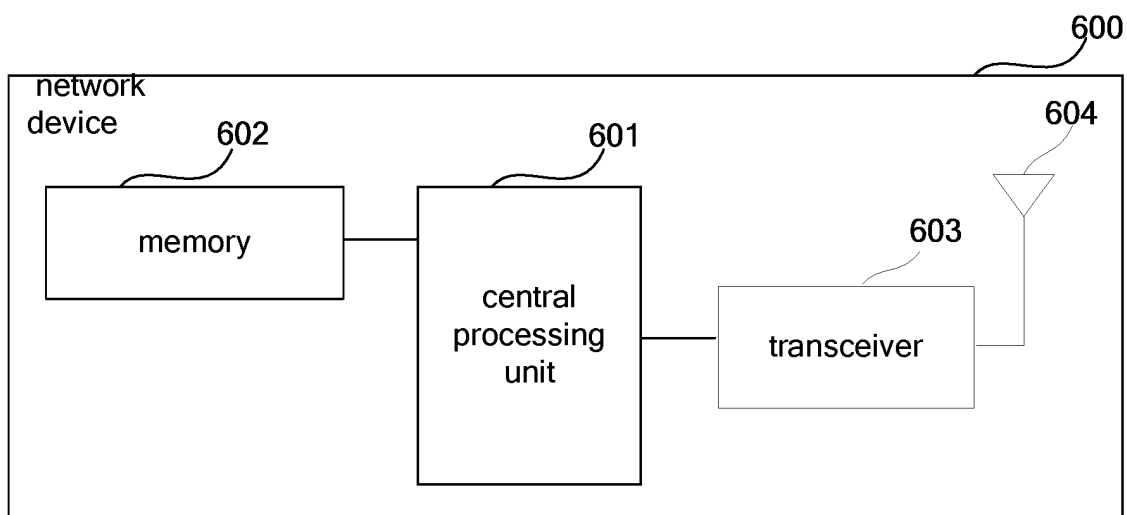 600
network
device
602
601
604
memory
603
central
processing
unit
transceiver